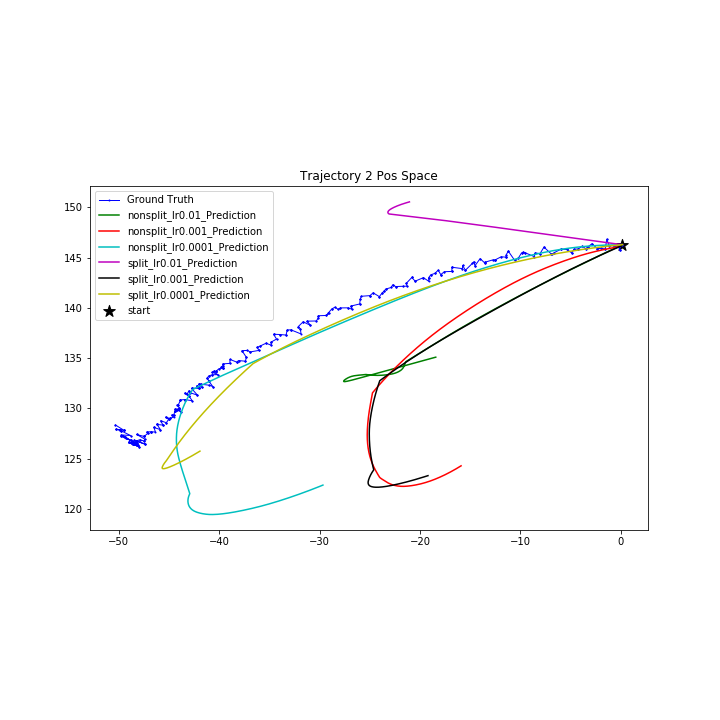 Trajectory 2 Pos Space
Ground Truth
nonsplit_lr0.01_Prediction
nonsplit_lr0.001_Prediction
nonsplit_lr0.0001_Prediction
split_lr0.01_Prediction
split_lr0.001_Prediction
split_lr0.0001_Prediction
start
150
145
140
135
130
125
120
−50 −40 −30 −20 −10 0